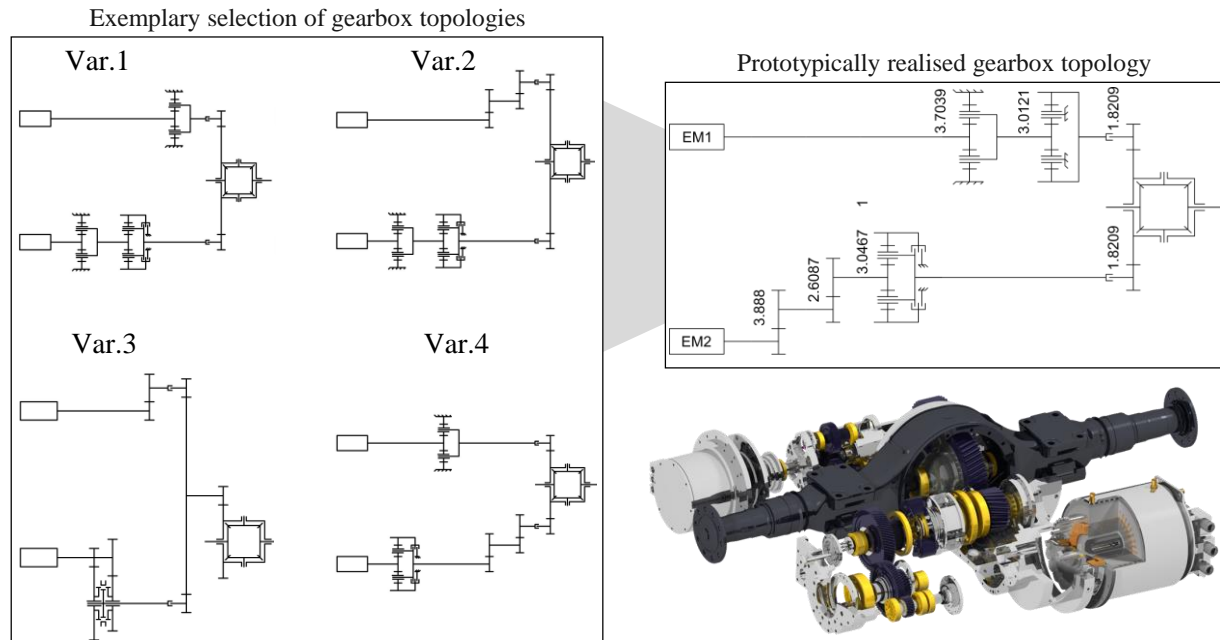 Exemplary selection of gearbox topologies
Var.1
Var.2
Var.3
Var.4
Prototypically realised gearbox topology
EM1
3.7039
3.0121
1.8209
1
3.0467
2.6087
3.888
1.8209
EM2